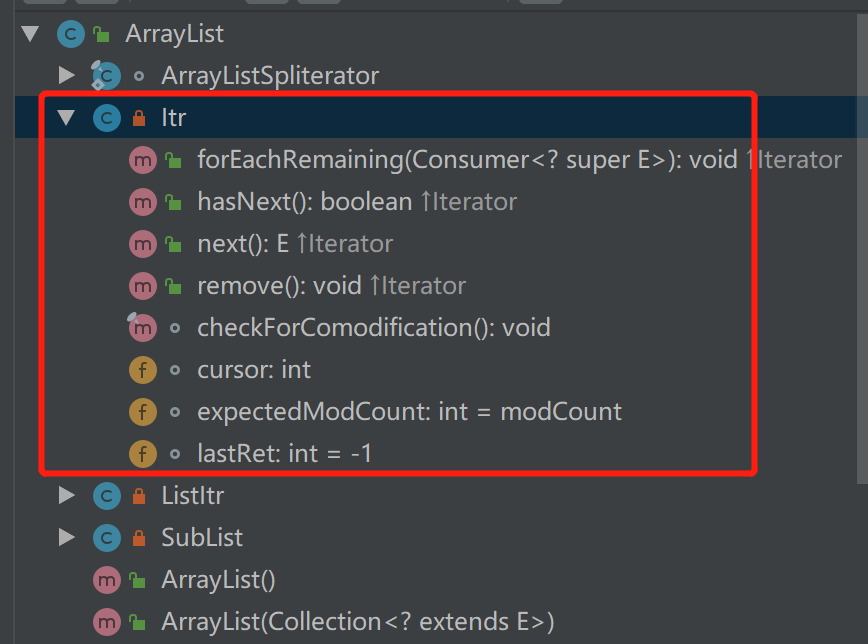 ArrayList
ArrayListSpliterator
Itr
forEachRemaining(Consumer<? super E>): void ↑Iterator
hasNext(): boolean ↑Iterator
next(): E ↑Iterator
remove(): void ↑Iterator
checkForComodification(): void
cursor: int
expectedModCount: int = modCount
lastRet: int = -1
ListItr
SubList
ArrayList()
ArrayList(Collection<? extends E>)